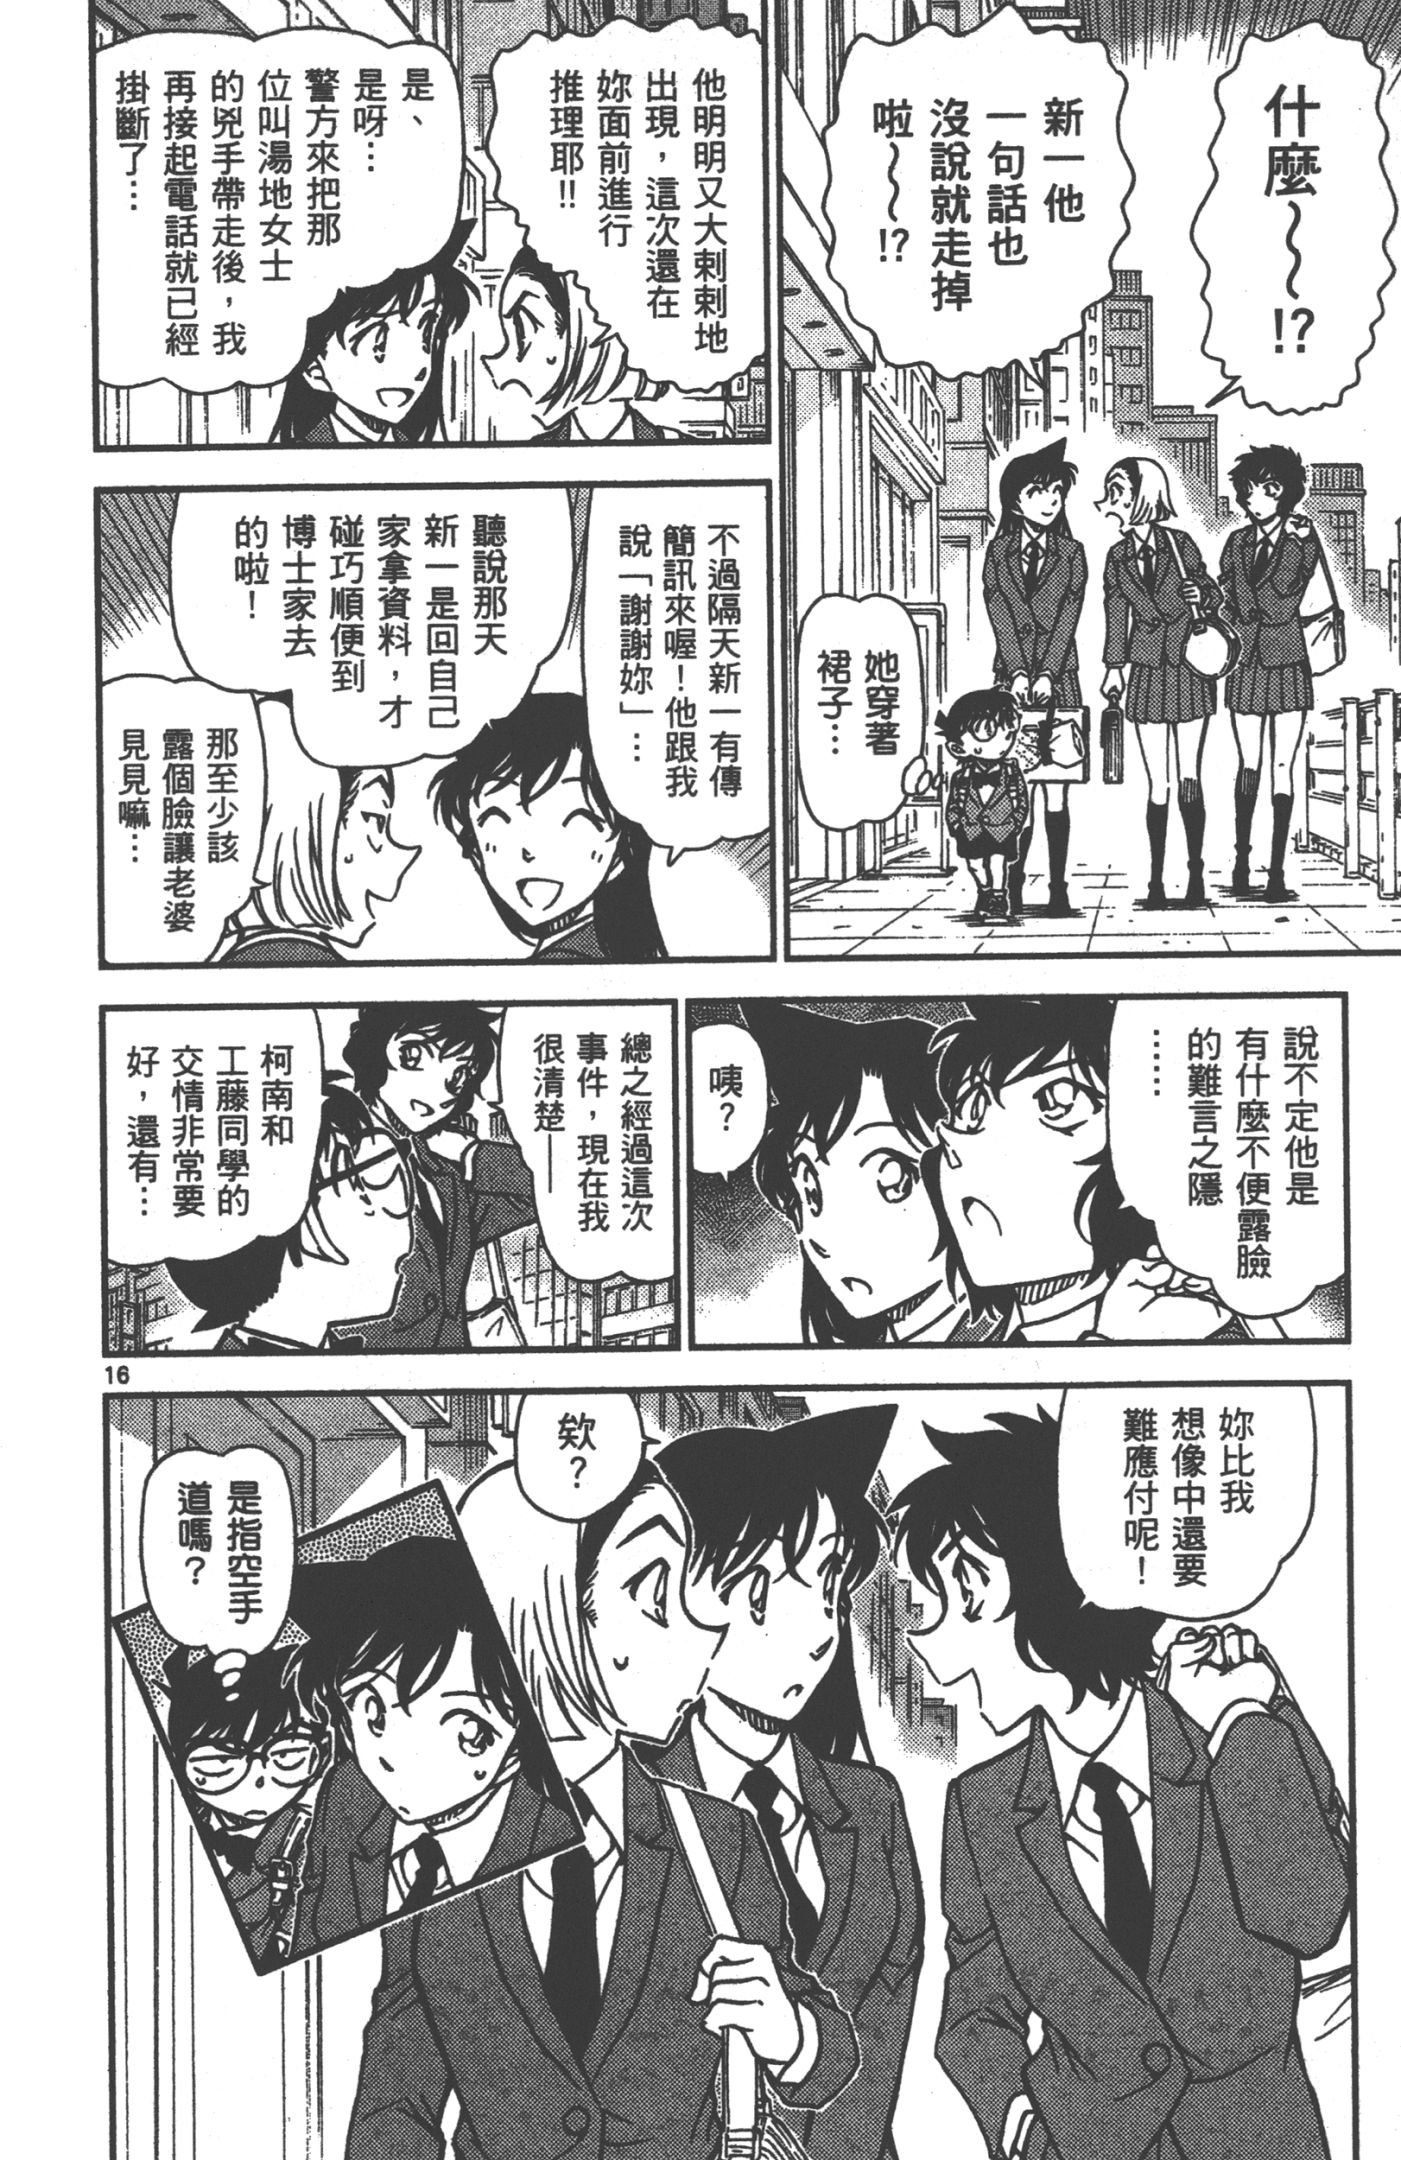 什麼～～!?
新一他
一句話也
沒說就走掉
啦～～!?
她穿著
裙子…
他明明又大剌剌地
出現，這次還在
妳面前進行
推理耶!!
是、
是呀…
警方來把那
位叫湯地女士
的兇手帶走後，我
再接起電話就已經
掛斷了…
不過隔天新一有傳
簡訊來喔！他跟我
說「謝謝妳」…
聽說那天
新一是回自己
家拿資料，才
碰巧順便到
博士家去
的啦！
那至少該
露個臉讓老婆
見見嘛…
說不定他是
有什麼不便露臉
的難言之隱
……
咦？
總之經過這次
事件，現在我
很清楚—
柯南和
工藤同學的
交情非常要
好，還有…
16
妳比我
想像中還要
難應付呢！
欸？
是指空手
道嗎？